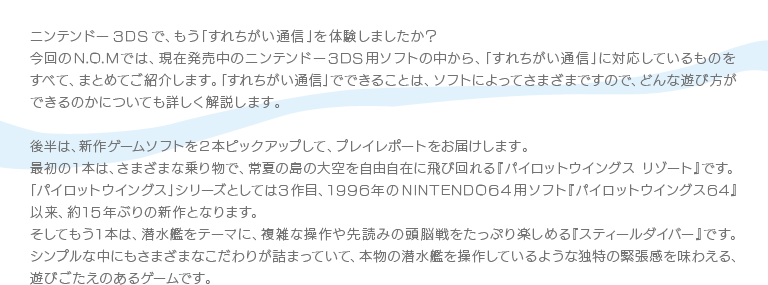 ニンテンドー3DSで、もう「すれちがい通信」を体験しましたか？
今回のN.O.Mでは、現在発売中のニンテンドー3DS用ソフトの中から、「すれちがい通信」に対応しているものを
すべて、まとめてご紹介します。「すれちがい通信」でできることは、ソフトによってさまざまですので、どんな遊び方が
できるのかについても詳しく解説します。
後半は、新作ゲームソフトを2本ピックアップして、プレイレポートをお届けします。
最初の1本は、さまざまな乗り物で、常夏の島の大空を自由自在に飛び回れる『パイロットウイングス リゾート』です。
「パイロットウイングス」シリーズとしては3作目、1996年のNINTENDO64用ソフト『パイロットウイングス64』
以来、約15年ぶりの新作となります。
そしてもう1本は、潜水艦をテーマに、複雑な操作や先読みの頭脳戦をたっぷり楽しめる『スティールダイバー』です。
シンプルな中にもさまざまなこだわりが詰まっていて、本物の潜水艦を操作しているような独特の緊張感を味わえる、
遊びごたえのあるゲームです。